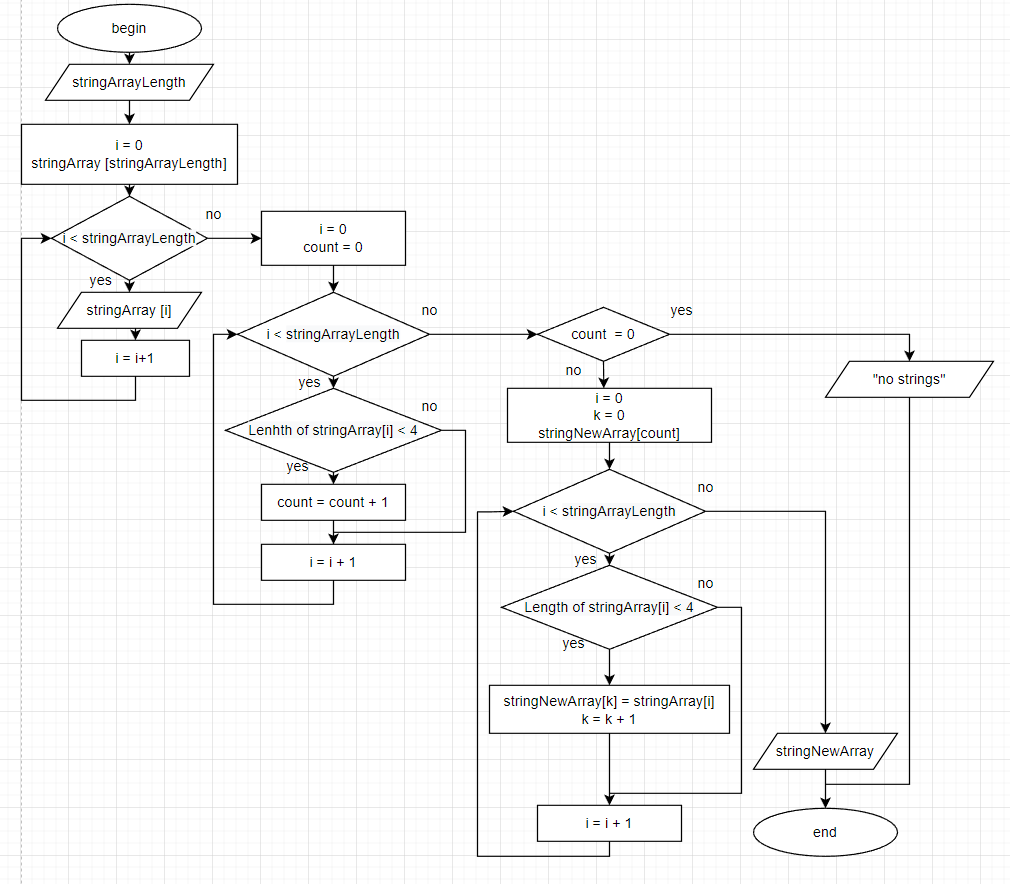 begin
stringArrayLength
i = 0
stringArray [stringArrayLength]
i < stringArrayLength
no
yes
stringArray [i]
i = i+1
i = 0
count = 0
i < stringArrayLength
no
yes
Lenhth of stringArray[i] < 4
no
yes
count = count + 1
i = i + 1
count  = 0
yes
no
"no strings"
i = 0
k = 0
stringNewArray[count]
i < stringArrayLength
no
yes
Length of stringArray[i] < 4
no
yes
stringNewArray[k] = stringArray[i]
k = k + 1
i = i + 1
stringNewArray
end